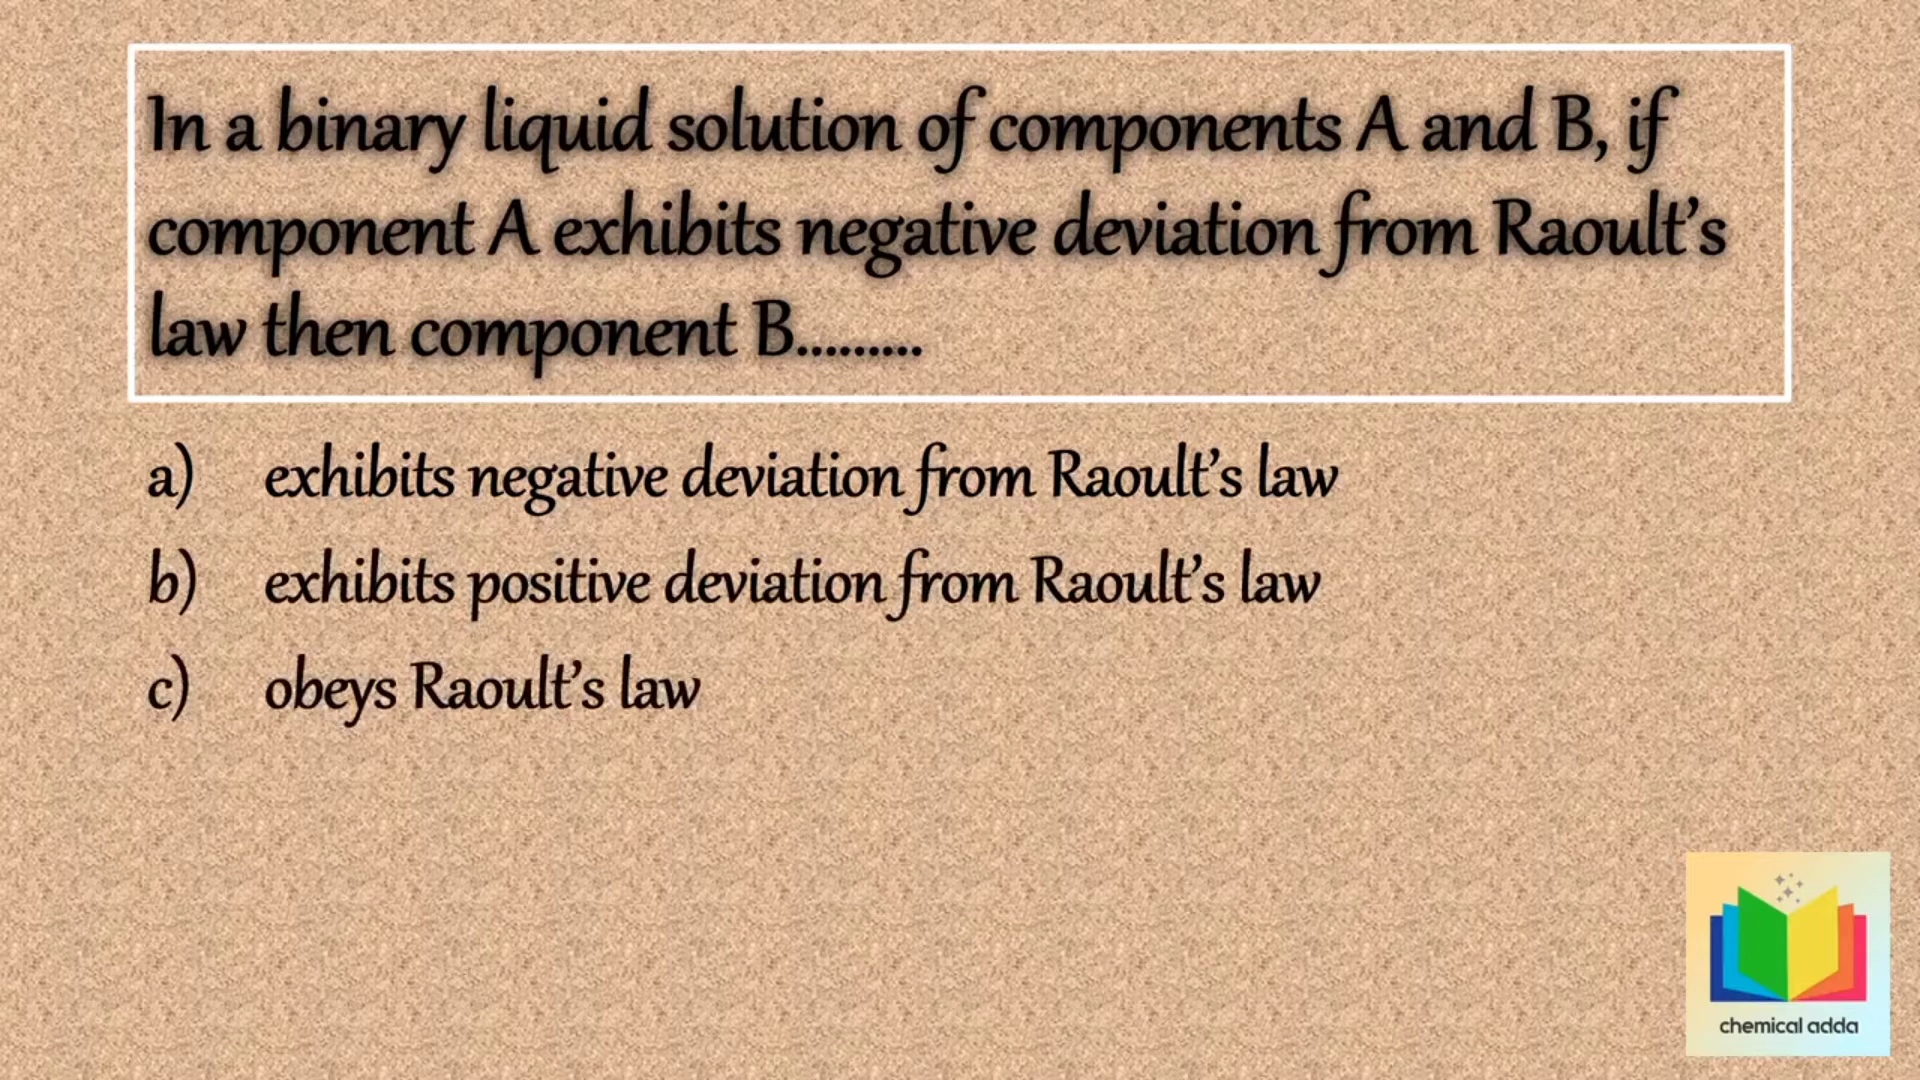 In a binary liquid solution of components A and B, if
component A exhibits negative deviation from Raoult’s
law then component B.........
a) exhibits negative deviation from Raoult’s law
b) exhibits positive deviation from Raoult’s law
c) obeys Raoult’s law
chemical adda